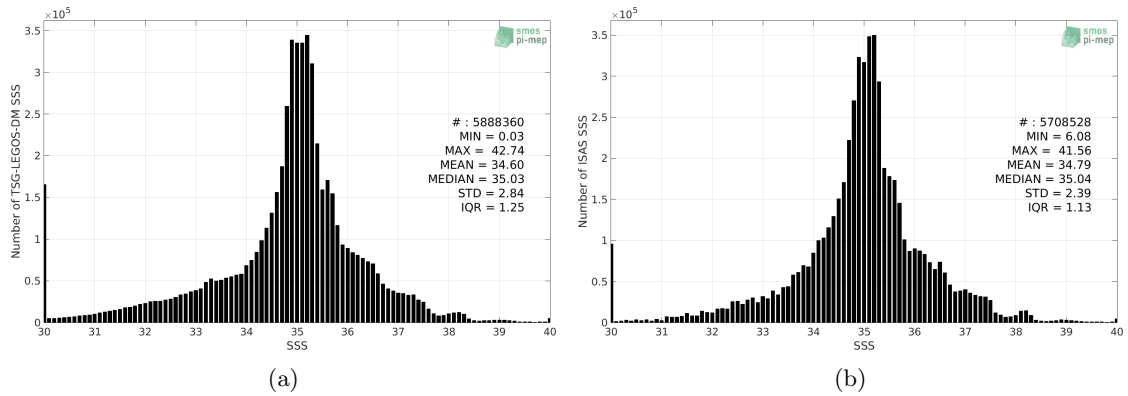 ×10⁵
3.5
3
2.5
2
1.5
1
0.5
0
Number of TSG-LEGOS-DM SSS
30 31 32 33 34 35 36 37 38 39 40
SSS
smos
pi-mep
# : 5888360
MIN = 0.03
MAX = 42.74
MEAN = 34.60
MEDIAN = 35.03
STD = 2.84
IQR = 1.25
(a)
×10⁵
3.5
3
2.5
2
1.5
1
0.5
0
Number of ISAS SSS
30 31 32 33 34 35 36 37 38 39 40
SSS
smos
pi-mep
# : 5708528
MIN = 6.08
MAX = 41.56
MEAN = 34.79
MEDIAN = 35.04
STD = 2.39
IQR = 1.13
(b)